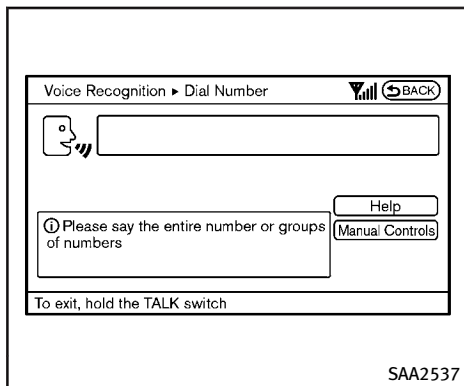 Voice Recognition ▸ Dial Number
BACK
Help
Manual Controls
ⓘ Please say the entire number or groups
of numbers
To exit, hold the TALK switch
SAA2537